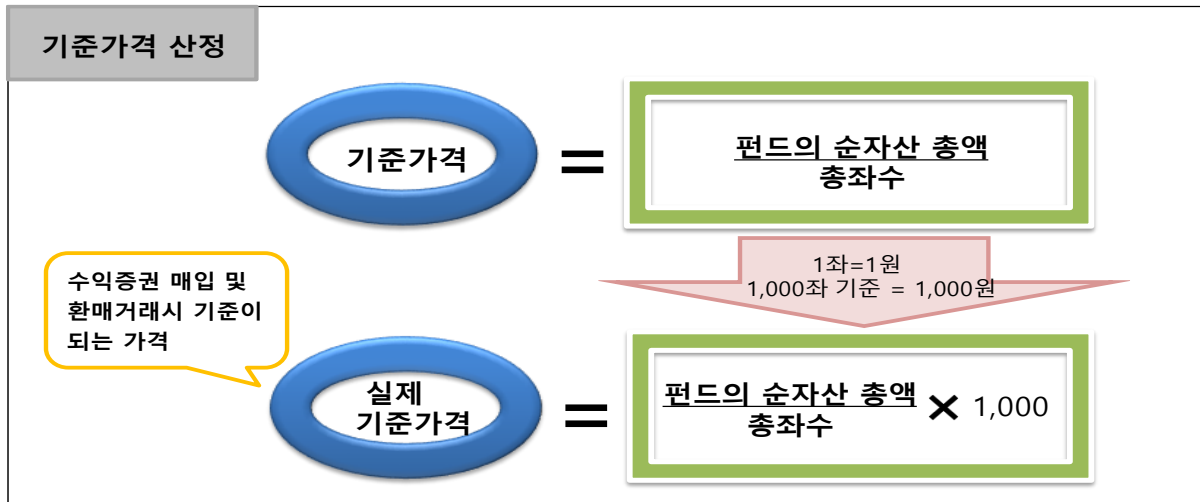 기준가격 산정
기준가격
=
펀드의 순자산 총액
총좌수
1좌=1원
1,000좌 기준 = 1,000원
수익증권 매입 및
환매거래시 기준이
되는 가격
실제
기준가격
=
펀드의 순자산 총액
총좌수
× 1,000